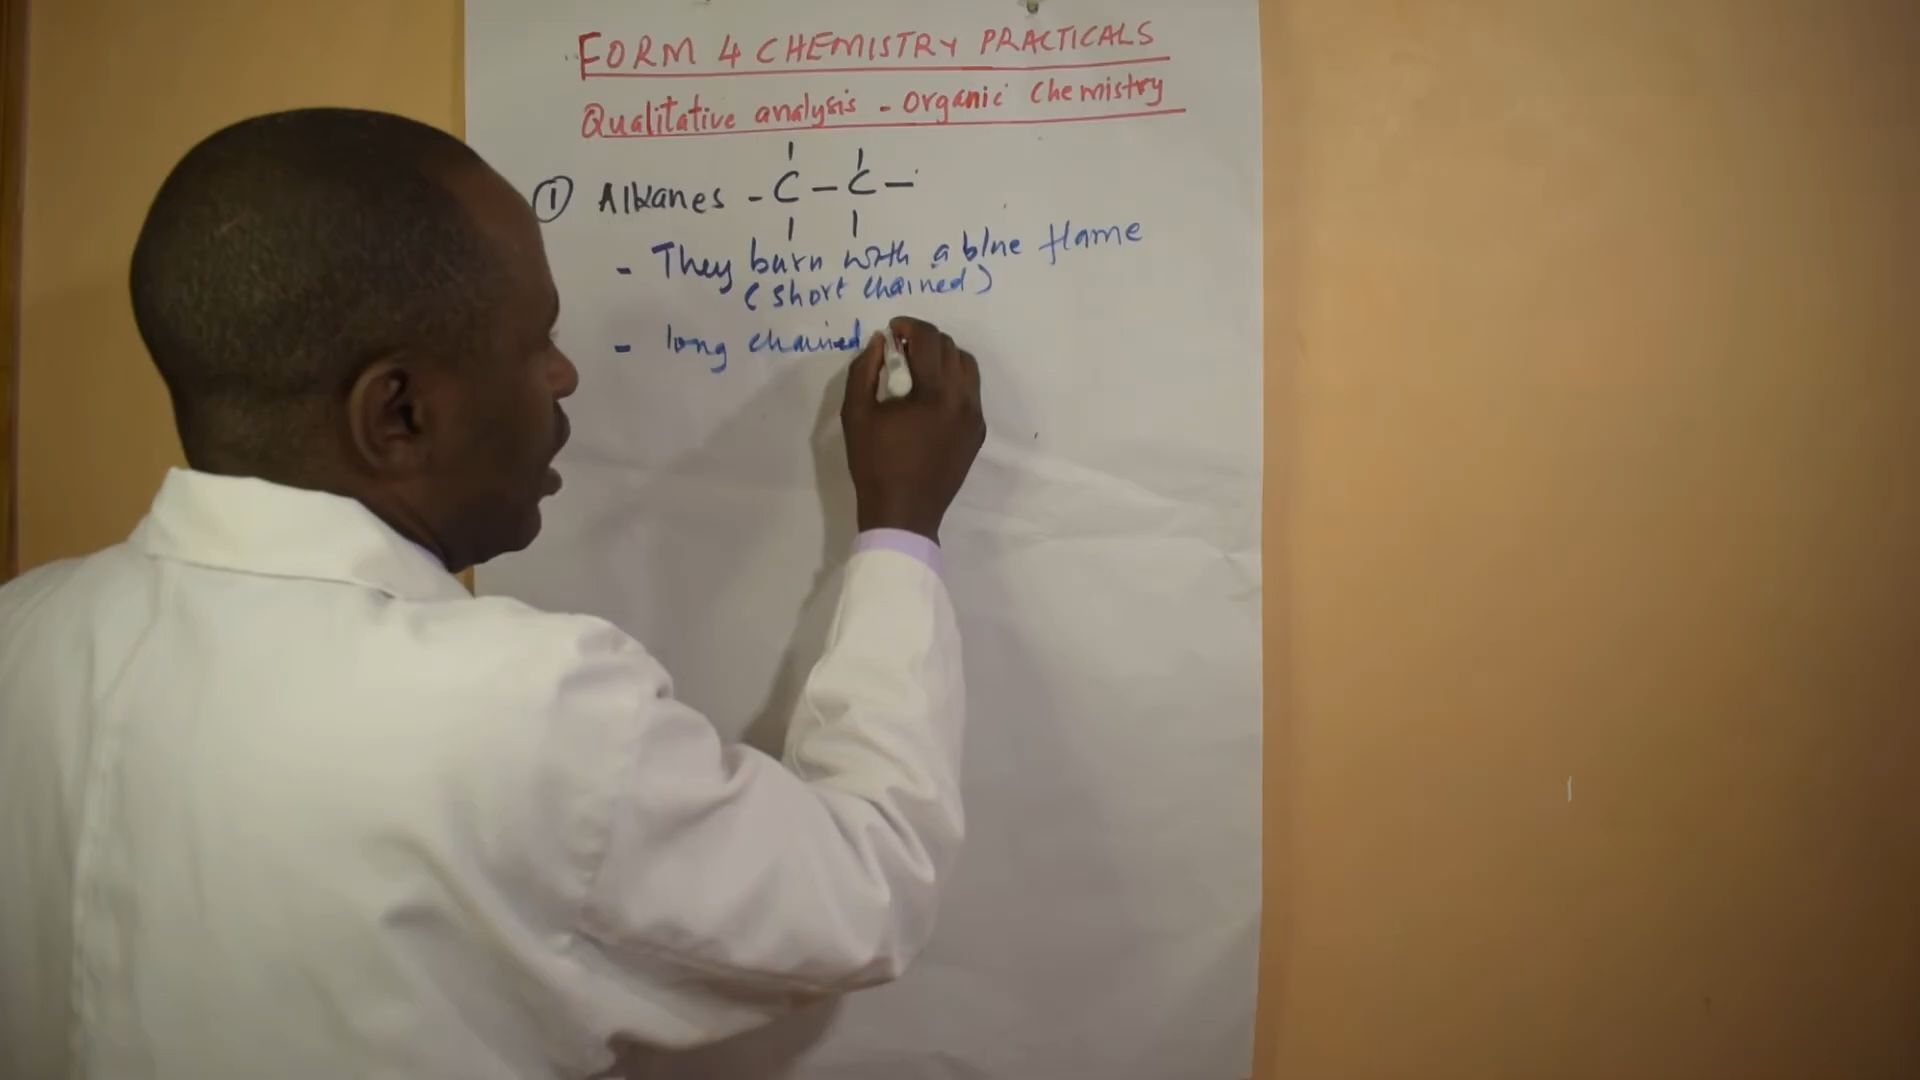 FORM 4 CHEMISTRY PRACTICALS
Qualitative analysis - Organic Chemistry
① Alkanes - C - C -
- They burn with a blue flame
(short chained)
- long chained